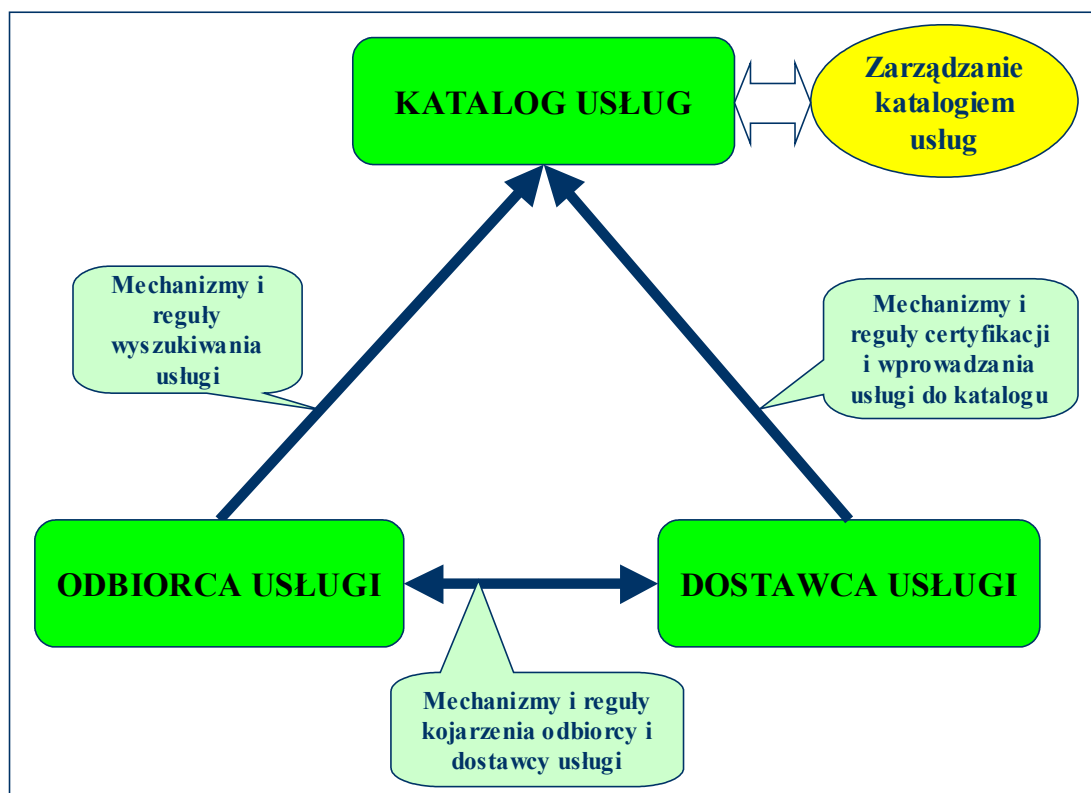 KATALOG USŁUG
Zarządzanie
katalogiem
usług
Mechanizmy i
reguły
wyszukiwania
usługi
Mechanizmy i
reguły certyfikacji
i wprowadzania
usługi do katalogu
ODBIORCA USŁUGI
DOSTAWCA USŁUGI
Mechanizmy i reguły
kojarzenia odbiorcy i
dostawcy usługi